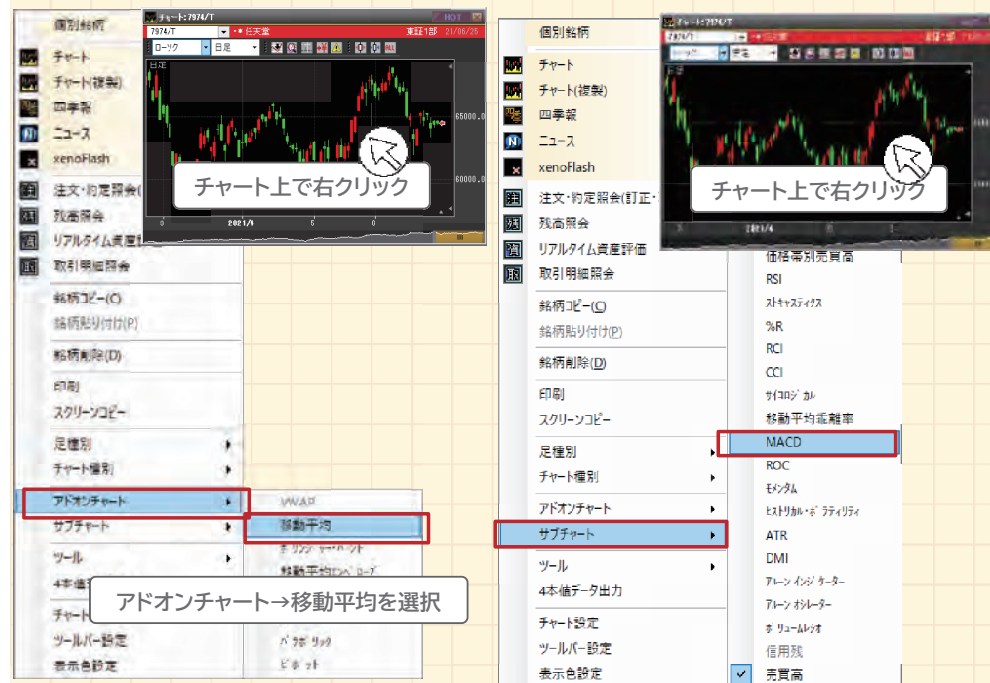 個別銘柄
チャート
チャート(複製)
四季報
ニュース
xenoFlash
注文・約定照会(
残高照会
リアルタイム資産
取引明細照会
銘柄コピー(C)
銘柄貼り付け(P)
銘柄削除(D)
印刷
スクリーンコピー
足種別
チャート種別
アドオンチャート
サブチャート
ツール
4本値
チャート
ツールバー設定
表示色設定
チャート:7974/T
7974/T
任天堂
東証1部 21/06/25
ローソク
日足
日足
65000.0
60000.0
2021/4
チャート上で右クリック
VWAP
移動平均
ボリンジャーバンド
移動平均エンベロープ
アドオンチャート→移動平均を選択
パラボリック
ピボット
個別銘柄
チャート
チャート(複製)
四季報
ニュース
xenoFlash
注文・約定照会(訂正・
残高照会
リアルタイム資産評価
取引明細照会
銘柄コピー(C)
銘柄貼り付け(P)
銘柄削除(D)
印刷
スクリーンコピー
足種別
チャート種別
アドオンチャート
サブチャート
ツール
4本値データ出力
チャート設定
ツールバー設定
表示色設定
チャート:7974/T
7974/T
任天堂
2021/4
チャート上で右クリック
価格帯別売買高
RSI
ストキャスティクス
%R
RCI
CCI
サイコロジカル
移動平均乖離率
MACD
ROC
モメンタム
ヒストリカル・ボラティリティ
ATR
DMI
アルーン インジケーター
アルーン オシレーター
ボリュームレシオ
信用残
売買高